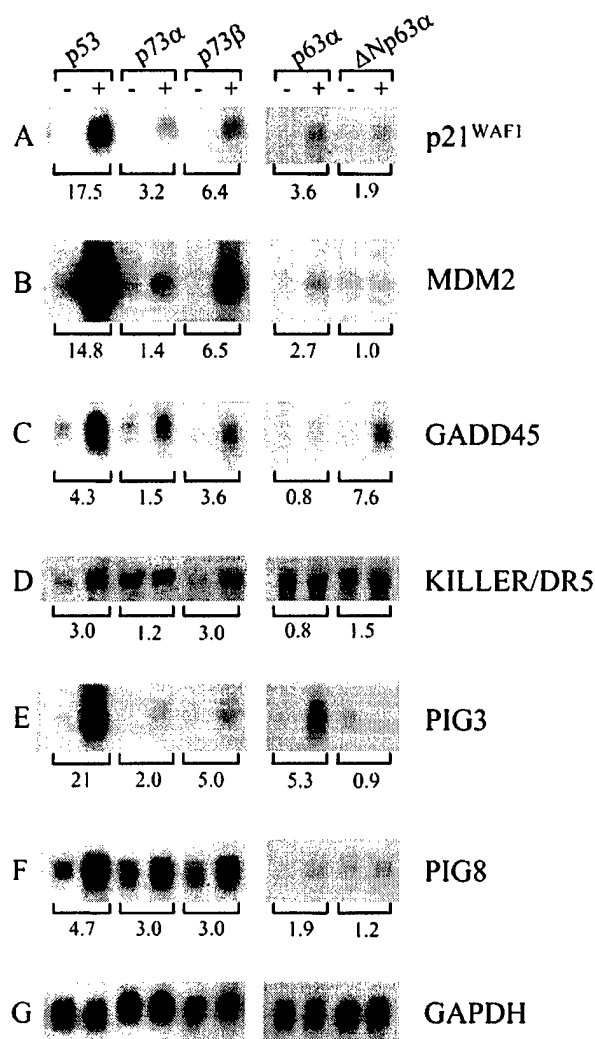 p53 p73α p73β p63α ΔNp63α
- + - + - + - + - +
A p21WAF1
17.5 3.2 6.4 3.6 1.9
B MDM2
14.8 1.4 6.5 2.7 1.0
C GADD45
4.3 1.5 3.6 0.8 7.6
D KILLER/DR5
3.0 1.2 3.0 0.8 1.5
E PIG3
21 2.0 5.0 5.3 0.9
F PIG8
4.7 3.0 3.0 1.9 1.2
G GAPDH